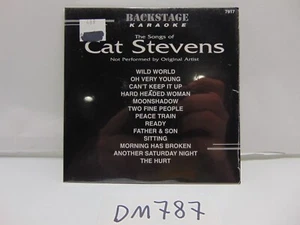 BACKSTAGE
KARAOKE
7617
The Songs of
Cat Stevens
Not Performed by Original Artist
WILD WORLD
OH VERY YOUNG
CAN'T KEEP IT UP
HARD HEADED WOMAN
MOONSHADOW
TWO FINE PEOPLE
PEACE TRAIN
READY
FATHER & SON
SITTING
MORNING HAS BROKEN
ANOTHER SATURDAY NIGHT
THE HURT
DM787